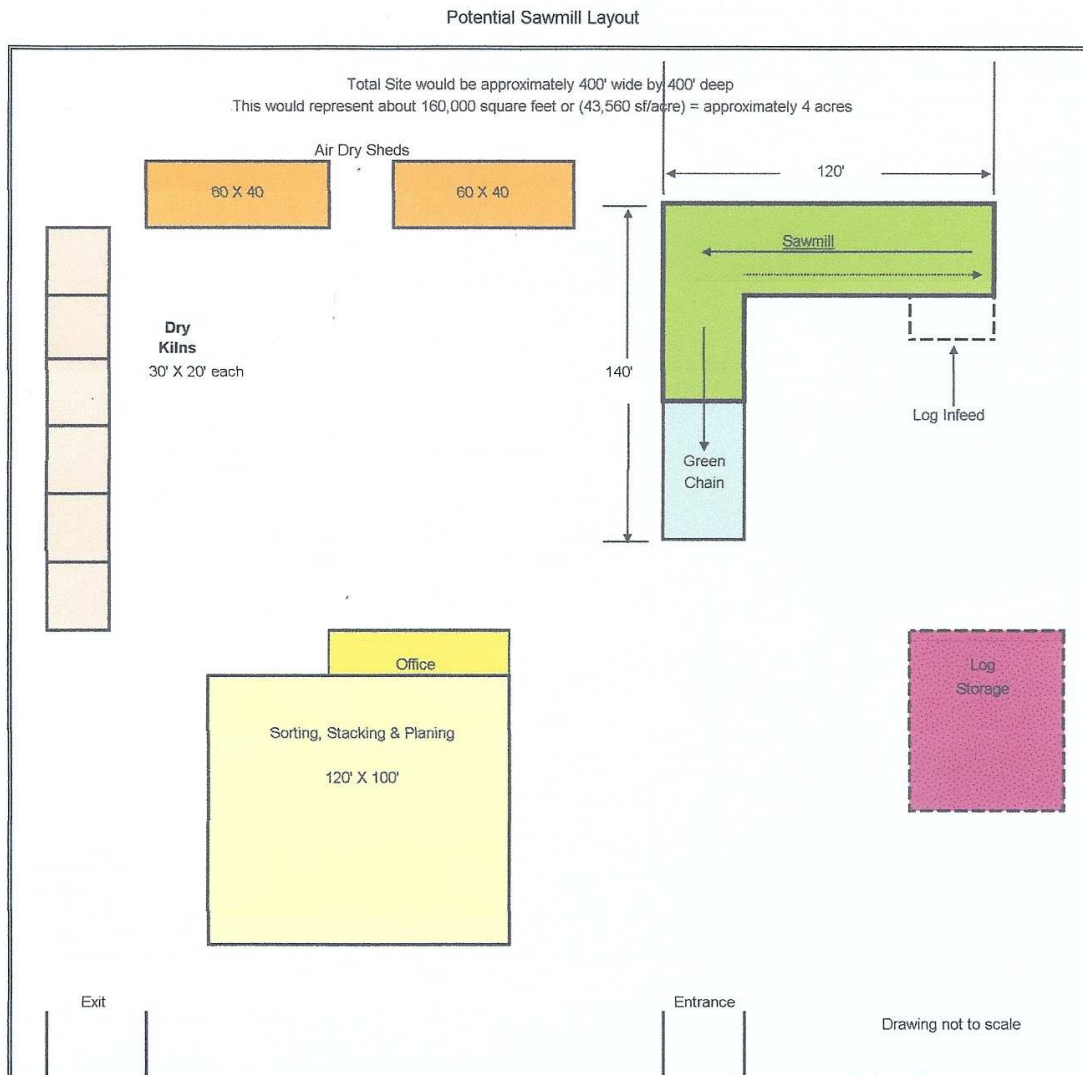 Potential Sawmill Layout
Total Site would be approximately 400' wide by 400' deep
This would represent about 160,000 square feet or (43,560 sf/acre) = approximately 4 acres
Air Dry Sheds
60 X 40
60 X 40
120'
Sawmill
Dry
Kilns
30' X 20' each
140'
Log Infeed
Green
Chain
Office
Log
Storage
Sorting, Stacking & Planing
120' X 100'
Exit
Entrance
Drawing not to scale